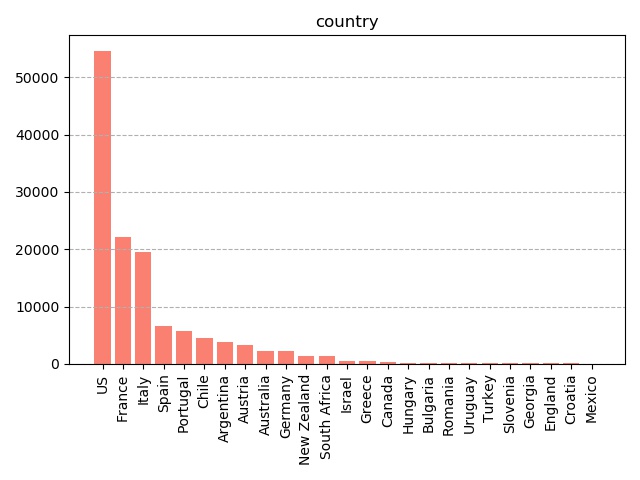 country
50000
40000
30000
20000
10000
0
US
France
Italy
Spain
Portugal
Chile
Argentina
Austria
Australia
Germany
New Zealand
South Africa
Israel
Greece
Canada
Hungary
Bulgaria
Romania
Uruguay
Turkey
Slovenia
Georgia
England
Croatia
Mexico